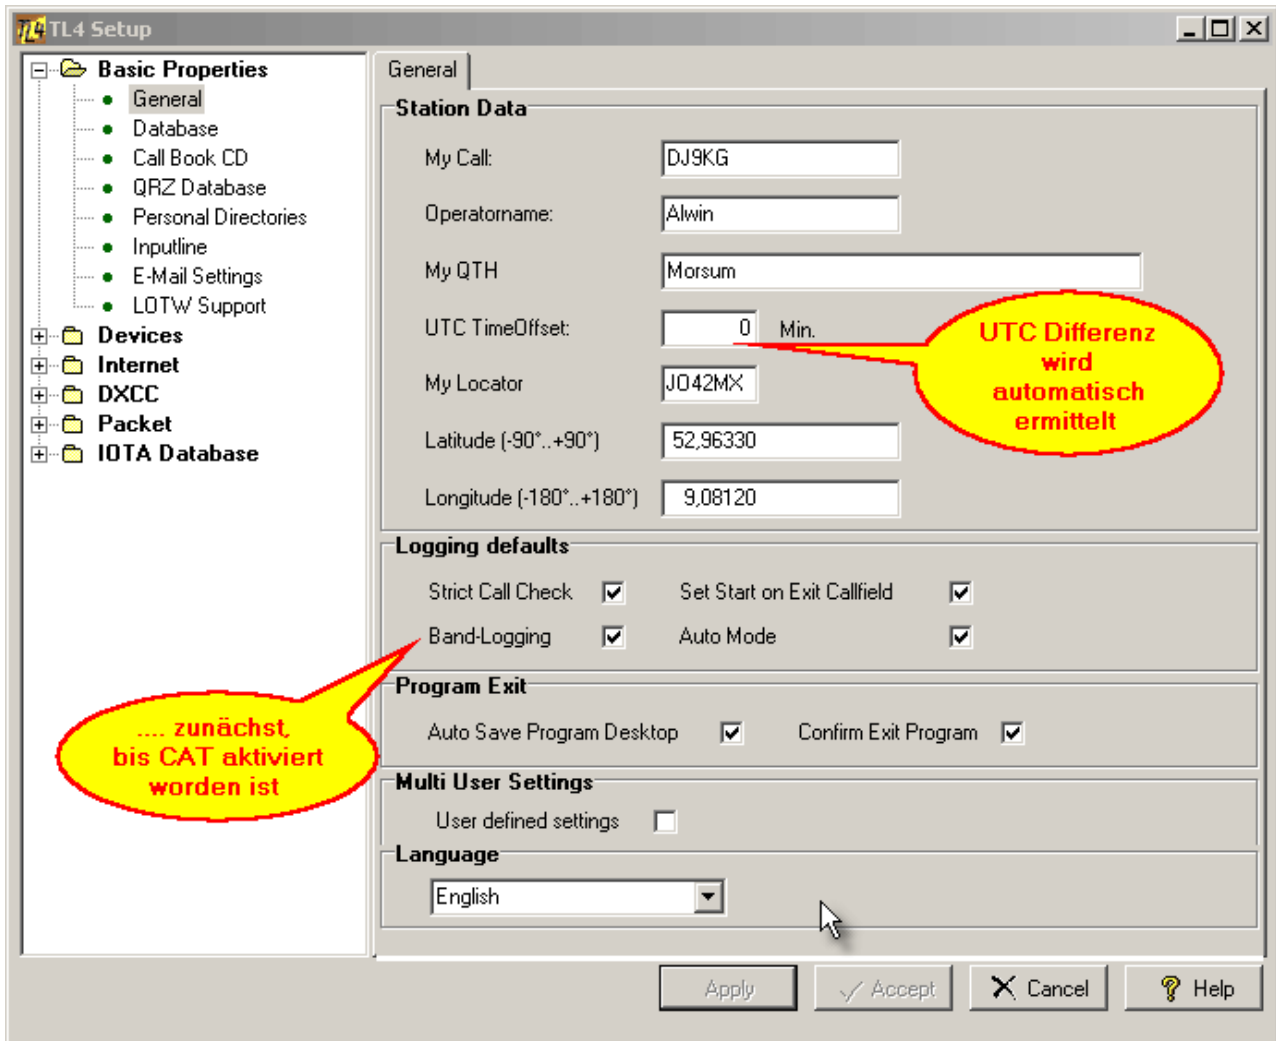 TL4 Setup
Basic Properties
General
Database
Call Book CD
QRZ Database
Personal Directories
Inputline
E-Mail Settings
LOTW Support
Devices
Internet
DXCC
Packet
IOTA Database
General
Station Data
My Call: DJ9KG
Operatorname: Alwin
My QTH Morsum
UTC TimeOffset: 0 Min.
My Locator JO42MX
Latitude (-90°..+90°) 52,96330
Longitude (-180°..+180°) 9,08120
UTC Differenz
wird
automatisch
ermittelt
Logging defaults
Strict Call Check Set Start on Exit Callfield
Band-Logging Auto Mode
.... zunächst,
bis CAT aktiviert
worden ist
Program Exit
Auto Save Program Desktop Confirm Exit Program
Multi User Settings
User defined settings
Language
English
Apply Accept Cancel Help